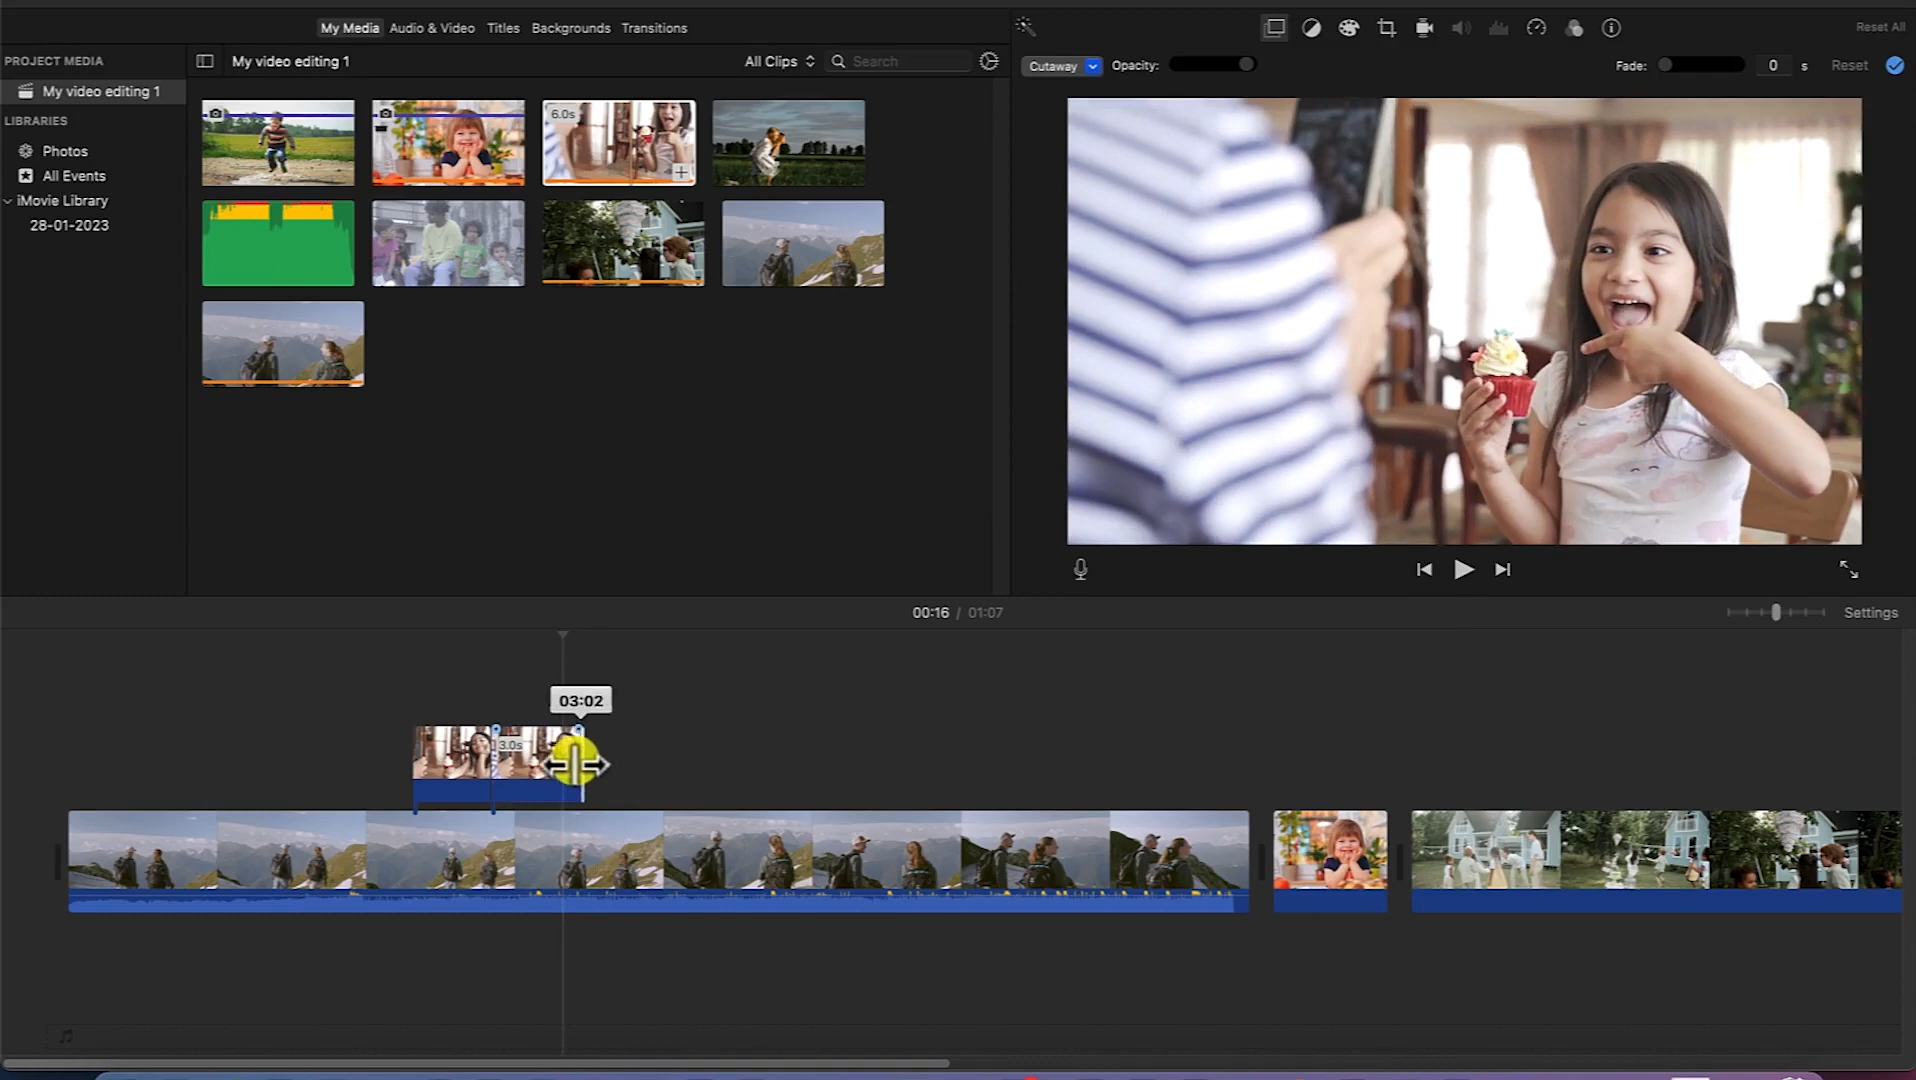 My Media Audio & Video Titles Backgrounds Transitions
Reset All
PROJECT MEDIA
My video editing 1
All Clips
Search
Cutaway
Opacity:
Fade:
0 s
Reset
My video editing 1
LIBRARIES
Photos
All Events
iMovie Library
28-01-2023
6.0s
00:16 / 01:07
Settings
03:02
3.0s